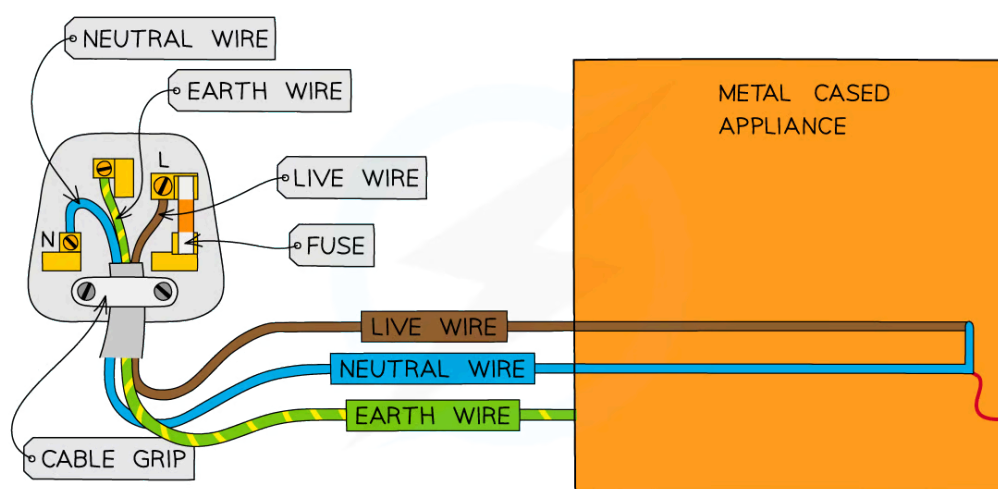 NEUTRAL WIRE
EARTH WIRE
METAL CASED
APPLIANCE
L
LIVE WIRE
N
FUSE
LIVE WIRE
NEUTRAL WIRE
EARTH WIRE
CABLE GRIP